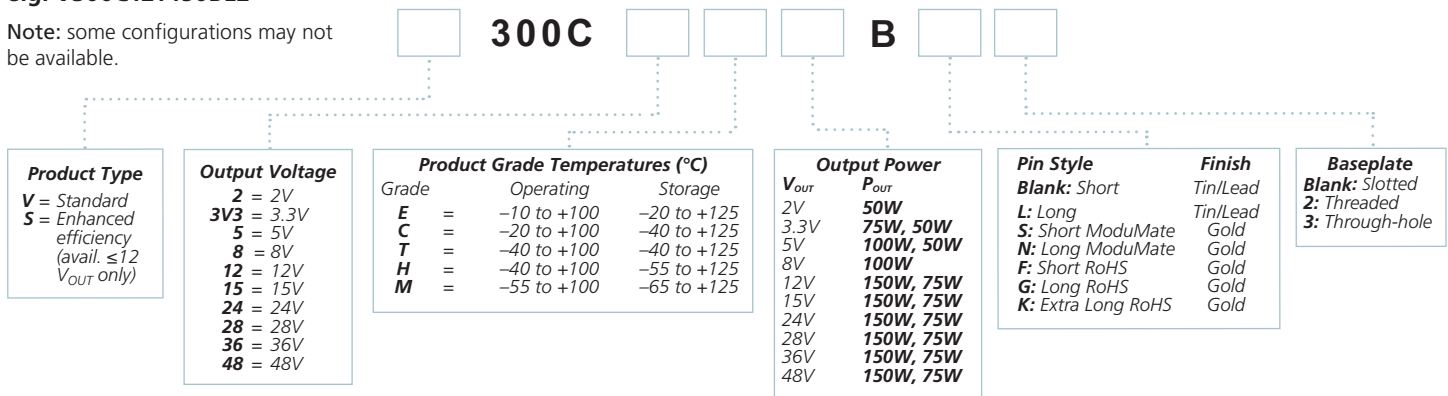 Note: some configurations may not
be available.
300C B
Product Type
V = Standard
S = Enhanced
efficiency
(avail. ≤12
VOUT only)
Output Voltage
2 = 2V
3V3 = 3.3V
5 = 5V
8 = 8V
12 = 12V
15 = 15V
24 = 24V
28 = 28V
36 = 36V
48 = 48V
Product Grade Temperatures (°C)
Grade Operating Storage
E = –10 to +100 –20 to +125
C = –20 to +100 –40 to +125
T = –40 to +100 –40 to +125
H = –40 to +100 –55 to +125
M = –55 to +100 –65 to +125
Output Power
VOUT POUT
2V 50W
3.3V 75W, 50W
5V 100W, 50W
8V 100W
12V 150W, 75W
15V 150W, 75W
24V 150W, 75W
28V 150W, 75W
36V 150W, 75W
48V 150W, 75W
Pin Style Finish
Blank: Short Tin/Lead
L: Long Tin/Lead
S: Short ModuMate Gold
N: Long ModuMate Gold
F: Short RoHS Gold
G: Long RoHS Gold
K: Extra Long RoHS Gold
Baseplate
Blank: Slotted
2: Threaded
3: Through-hole